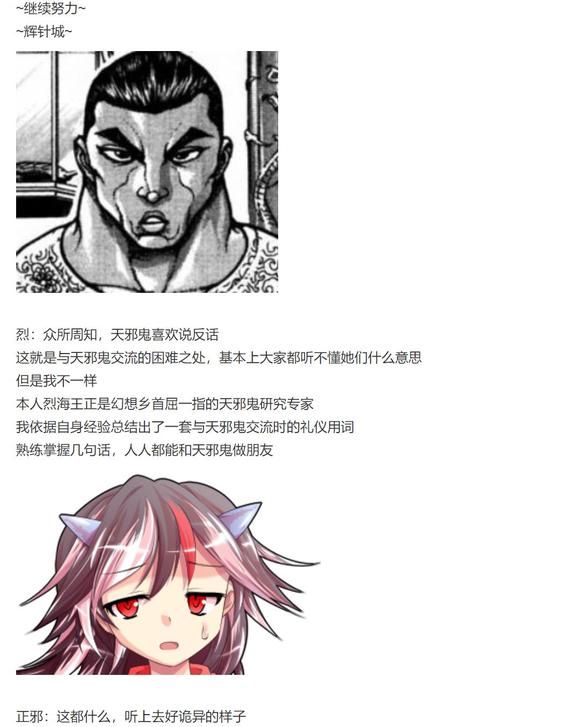 ~继续努力~
~辉针城~
烈：众所周知，天邪鬼喜欢说反话
这就是与天邪鬼交流的困难之处，基本上大家都听不懂她们什么意思
但是我不一样
本人烈海王正是幻想乡首屈一指的天邪鬼研究专家
我依据自身经验总结出了一套与天邪鬼交流时的礼仪用词
熟练掌握几句话，人人都能和天邪鬼做朋友
正邪：这都什么，听上去好诡异的样子